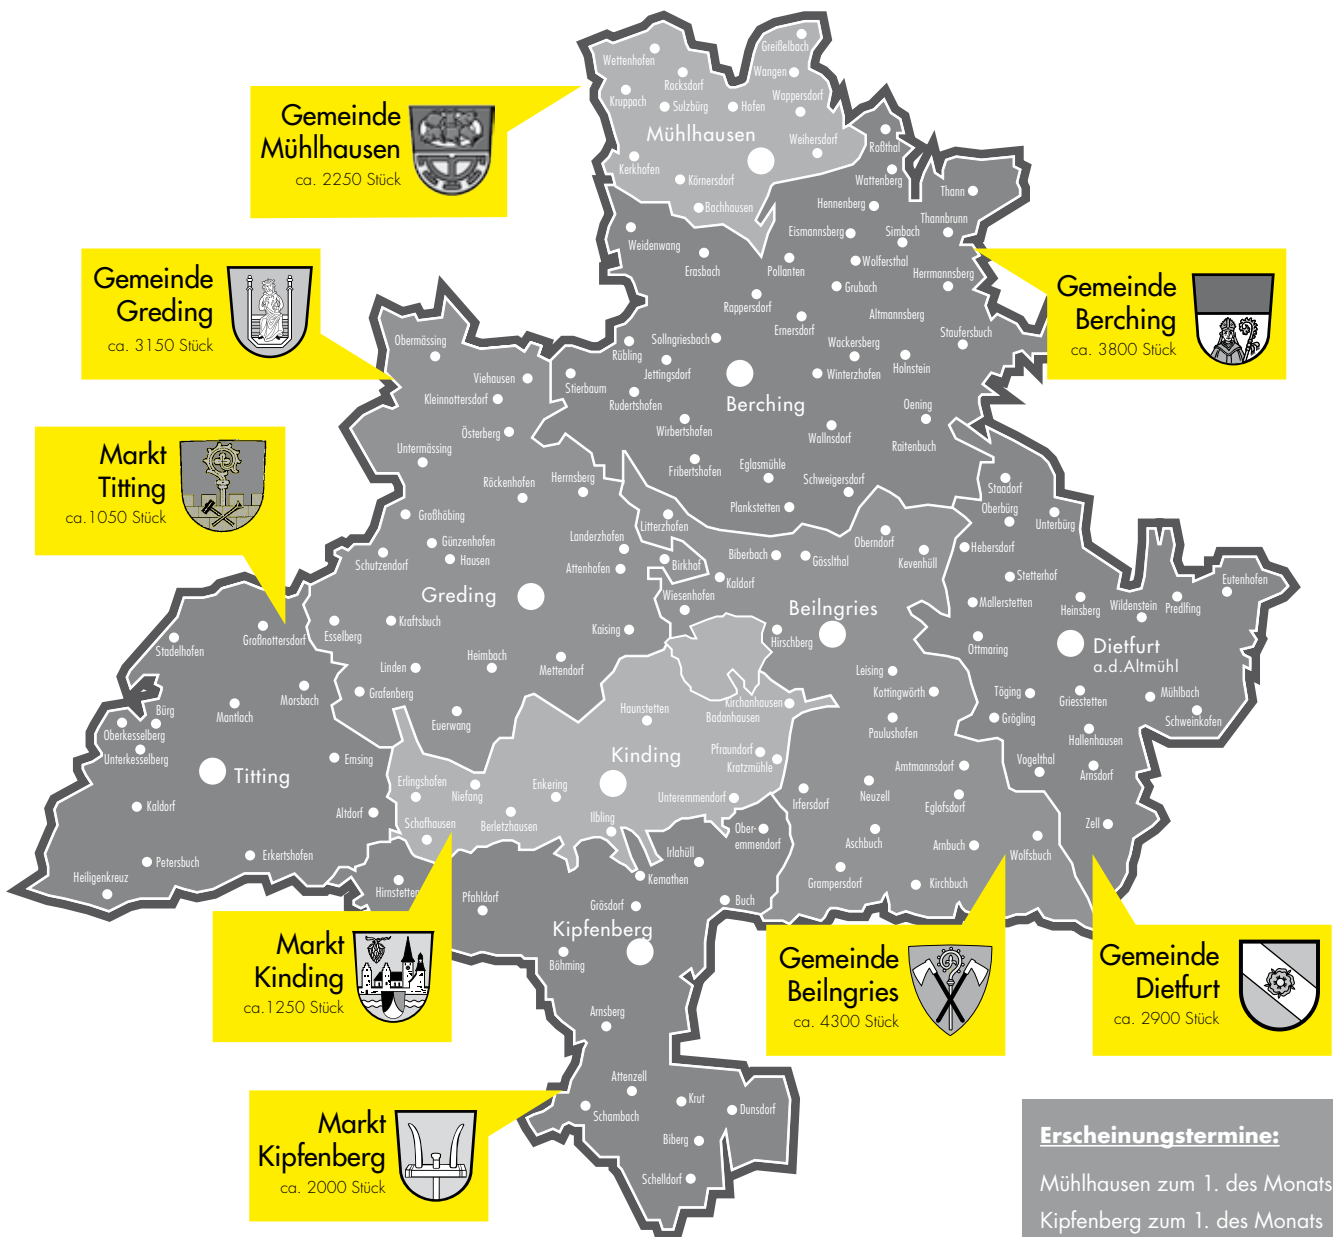 Greißelbach
Wettenhofen
Wangen
Rocksdorf
Kruppach
Wappersdorf
Sulzbürg
Hofen
Mühlhausen
Weihersdorf
Kerkhofen
Körnersdorf
Bachhausen
Gemeinde
Mühlhausen
ca. 2250 Stück
Roßthal
Wattenberg
Thann
Hennenberg
Thannbrunn
Eismannsberg
Simbach
Weidenwang
Erasbach
Pollanten
Wolfersthal
Herrmannsberg
Grubach
Rappersdorf
Altmannsberg
Ernersdorf
Staufersbuch
Sollngriesbach
Rübling
Wackersberg
Jettingsdorf
Holnstein
Stierbaum
Winterzhofen
Rudertshofen
Berching
Oening
Wirbertshofen
Wallnsdorf
Raitenbuch
Fribertshofen
Eglasmühle
Schweigersdorf
Plankstetten
Gemeinde
Berching
ca. 3800 Stück
Gemeinde
Greding
ca. 3150 Stück
Obermässing
Viehausen
Kleinnottersdorf
Österberg
Untermässing
Röckenhofen
Herrnsberg
Großhöbing
Günzenhofen
Landerzhofen
Hausen
Schutzendorf
Attenhofen
Greding
Kraftsbuch
Esselberg
Kaising
Linden
Heimbach
Mettendorf
Grafenberg
Euerwang
Markt
Titting
ca.1050 Stück
Großnottersdorf
Stadelhofen
Morsbach
Mantlach
Bürg
Oberkesselberg
Unterkesselberg
Emsing
Titting
Kaldorf
Altdorf
Petersbuch
Erkertshofen
Heiligenkreuz
Litterzhofen
Birkhof
Biberbach
Gösslthal
Oberndorf
Kevenhüll
Kaldorf
Wiesenhofen
Beilngries
Hirschberg
Leising
Kottingwörth
Paulushofen
Amtmannsdorf
Neuzell
Irfersdorf
Eglofsdorf
Aschbuch
Arnbuch
Wolfsbuch
Grampersdorf
Kirchbuch
Staadorf
Oberbürg
Unterbürg
Hebersdorf
Stetterhof
Eutenhofen
Mallerstetten
Heinsberg
Wildenstein
Predlfing
Dietfurt
a.d.Altmühl
Ottmaring
Töging
Griesstetten
Mühlbach
Grögling
Schweinkofen
Hallenhausen
Vogelthal
Arnsdorf
Zell
Kirchanhausen
Badanhausen
Haunstetten
Pfraundorf
Kratzmühle
Kinding
Erlingshofen
Niefang
Enkering
Unteremmendorf
Schafhausen
Berletzhausen
Ilbling
Ober-
emmendorf
Irlahüll
Kemathen
Hirnstetten
Pfahldorf
Grösdorf
Buch
Kipfenberg
Böhming
Arnsberg
Attenzell
Schambach
Krut
Dunsdorf
Biberg
Schelldorf
Markt
Kinding
ca.1250 Stück
Gemeinde
Beilngries
ca. 4300 Stück
Gemeinde
Dietfurt
ca. 2900 Stück
Markt
Kipfenberg
ca. 2000 Stück
Erscheinungstermine:
Mühlhausen zum 1. des Monats
Kipfenberg zum 1. des Monats